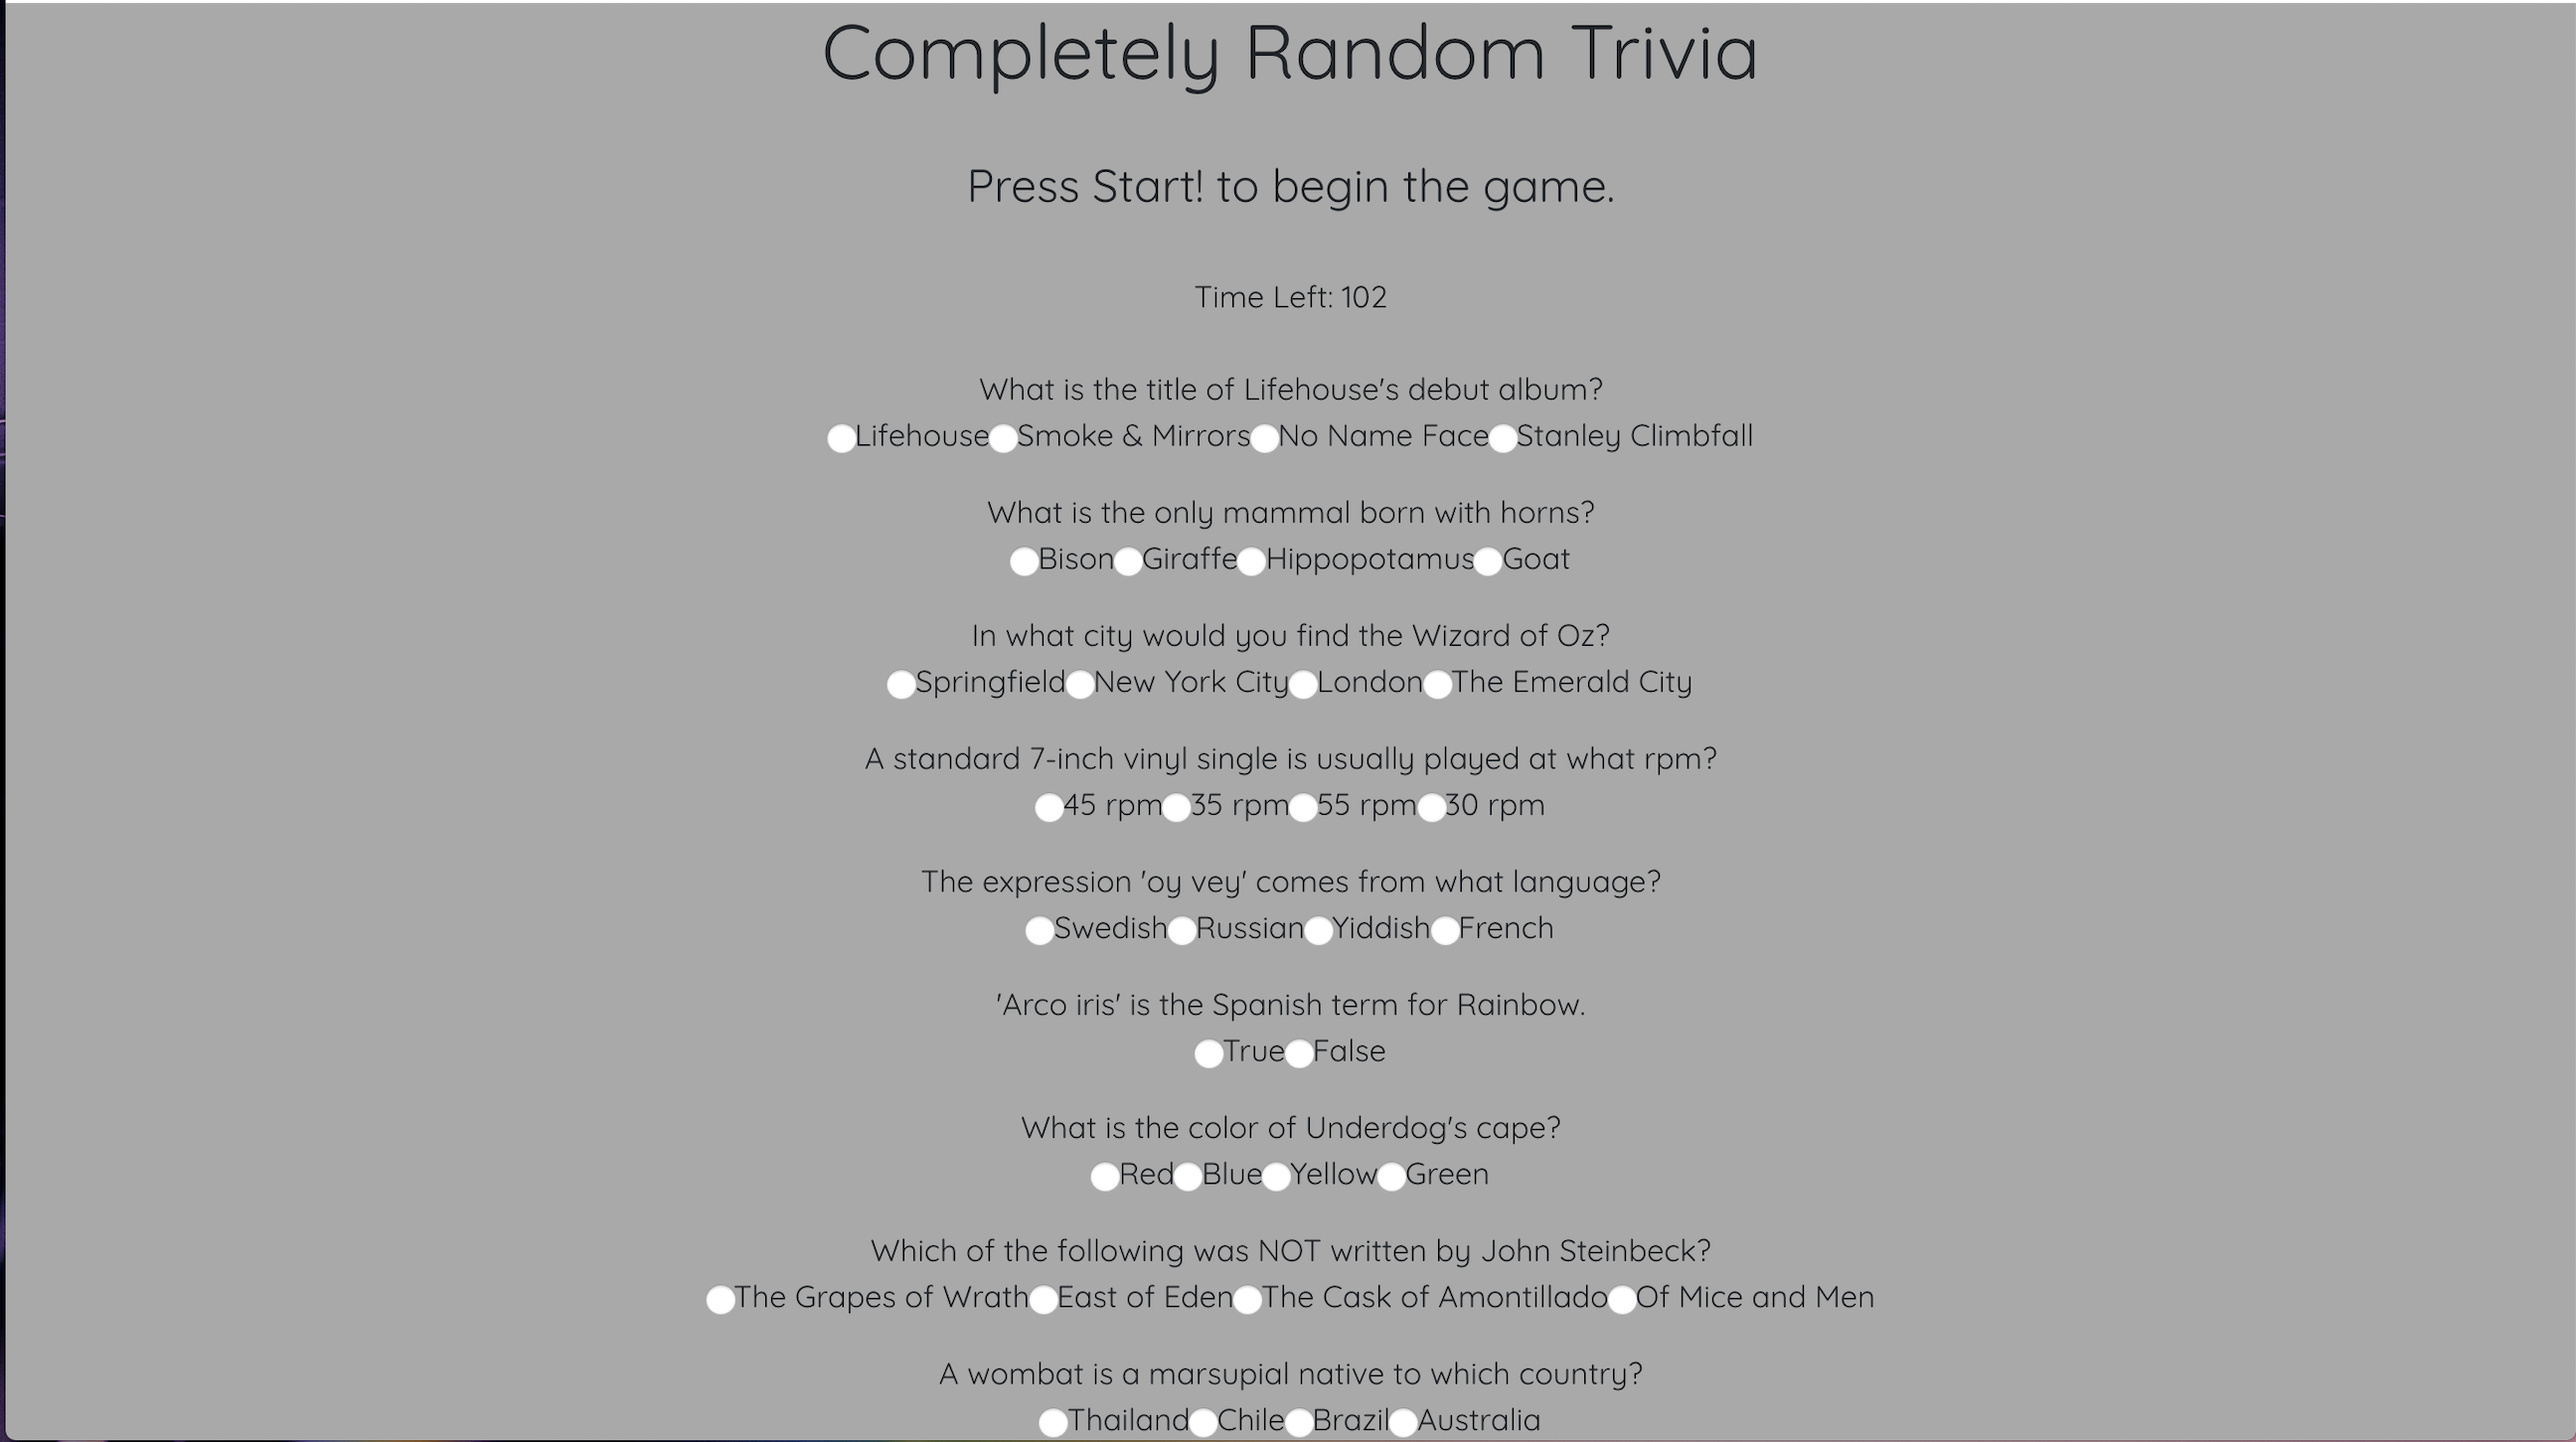 Completely Random Trivia
Press Start! to begin the game.
Time Left: 102
What is the title of Lifehouse's debut album?
Lifehouse Smoke & Mirrors No Name Face Stanley Climbfall
What is the only mammal born with horns?
Bison Giraffe Hippopotamus Goat
In what city would you find the Wizard of Oz?
Springfield New York City London The Emerald City
A standard 7-inch vinyl single is usually played at what rpm?
45 rpm 35 rpm 55 rpm 30 rpm
The expression 'oy vey' comes from what language?
Swedish Russian Yiddish French
'Arco iris' is the Spanish term for Rainbow.
True False
What is the color of Underdog's cape?
Red Blue Yellow Green
Which of the following was NOT written by John Steinbeck?
The Grapes of Wrath East of Eden The Cask of Amontillado Of Mice and Men
A wombat is a marsupial native to which country?
Thailand Chile Brazil Australia